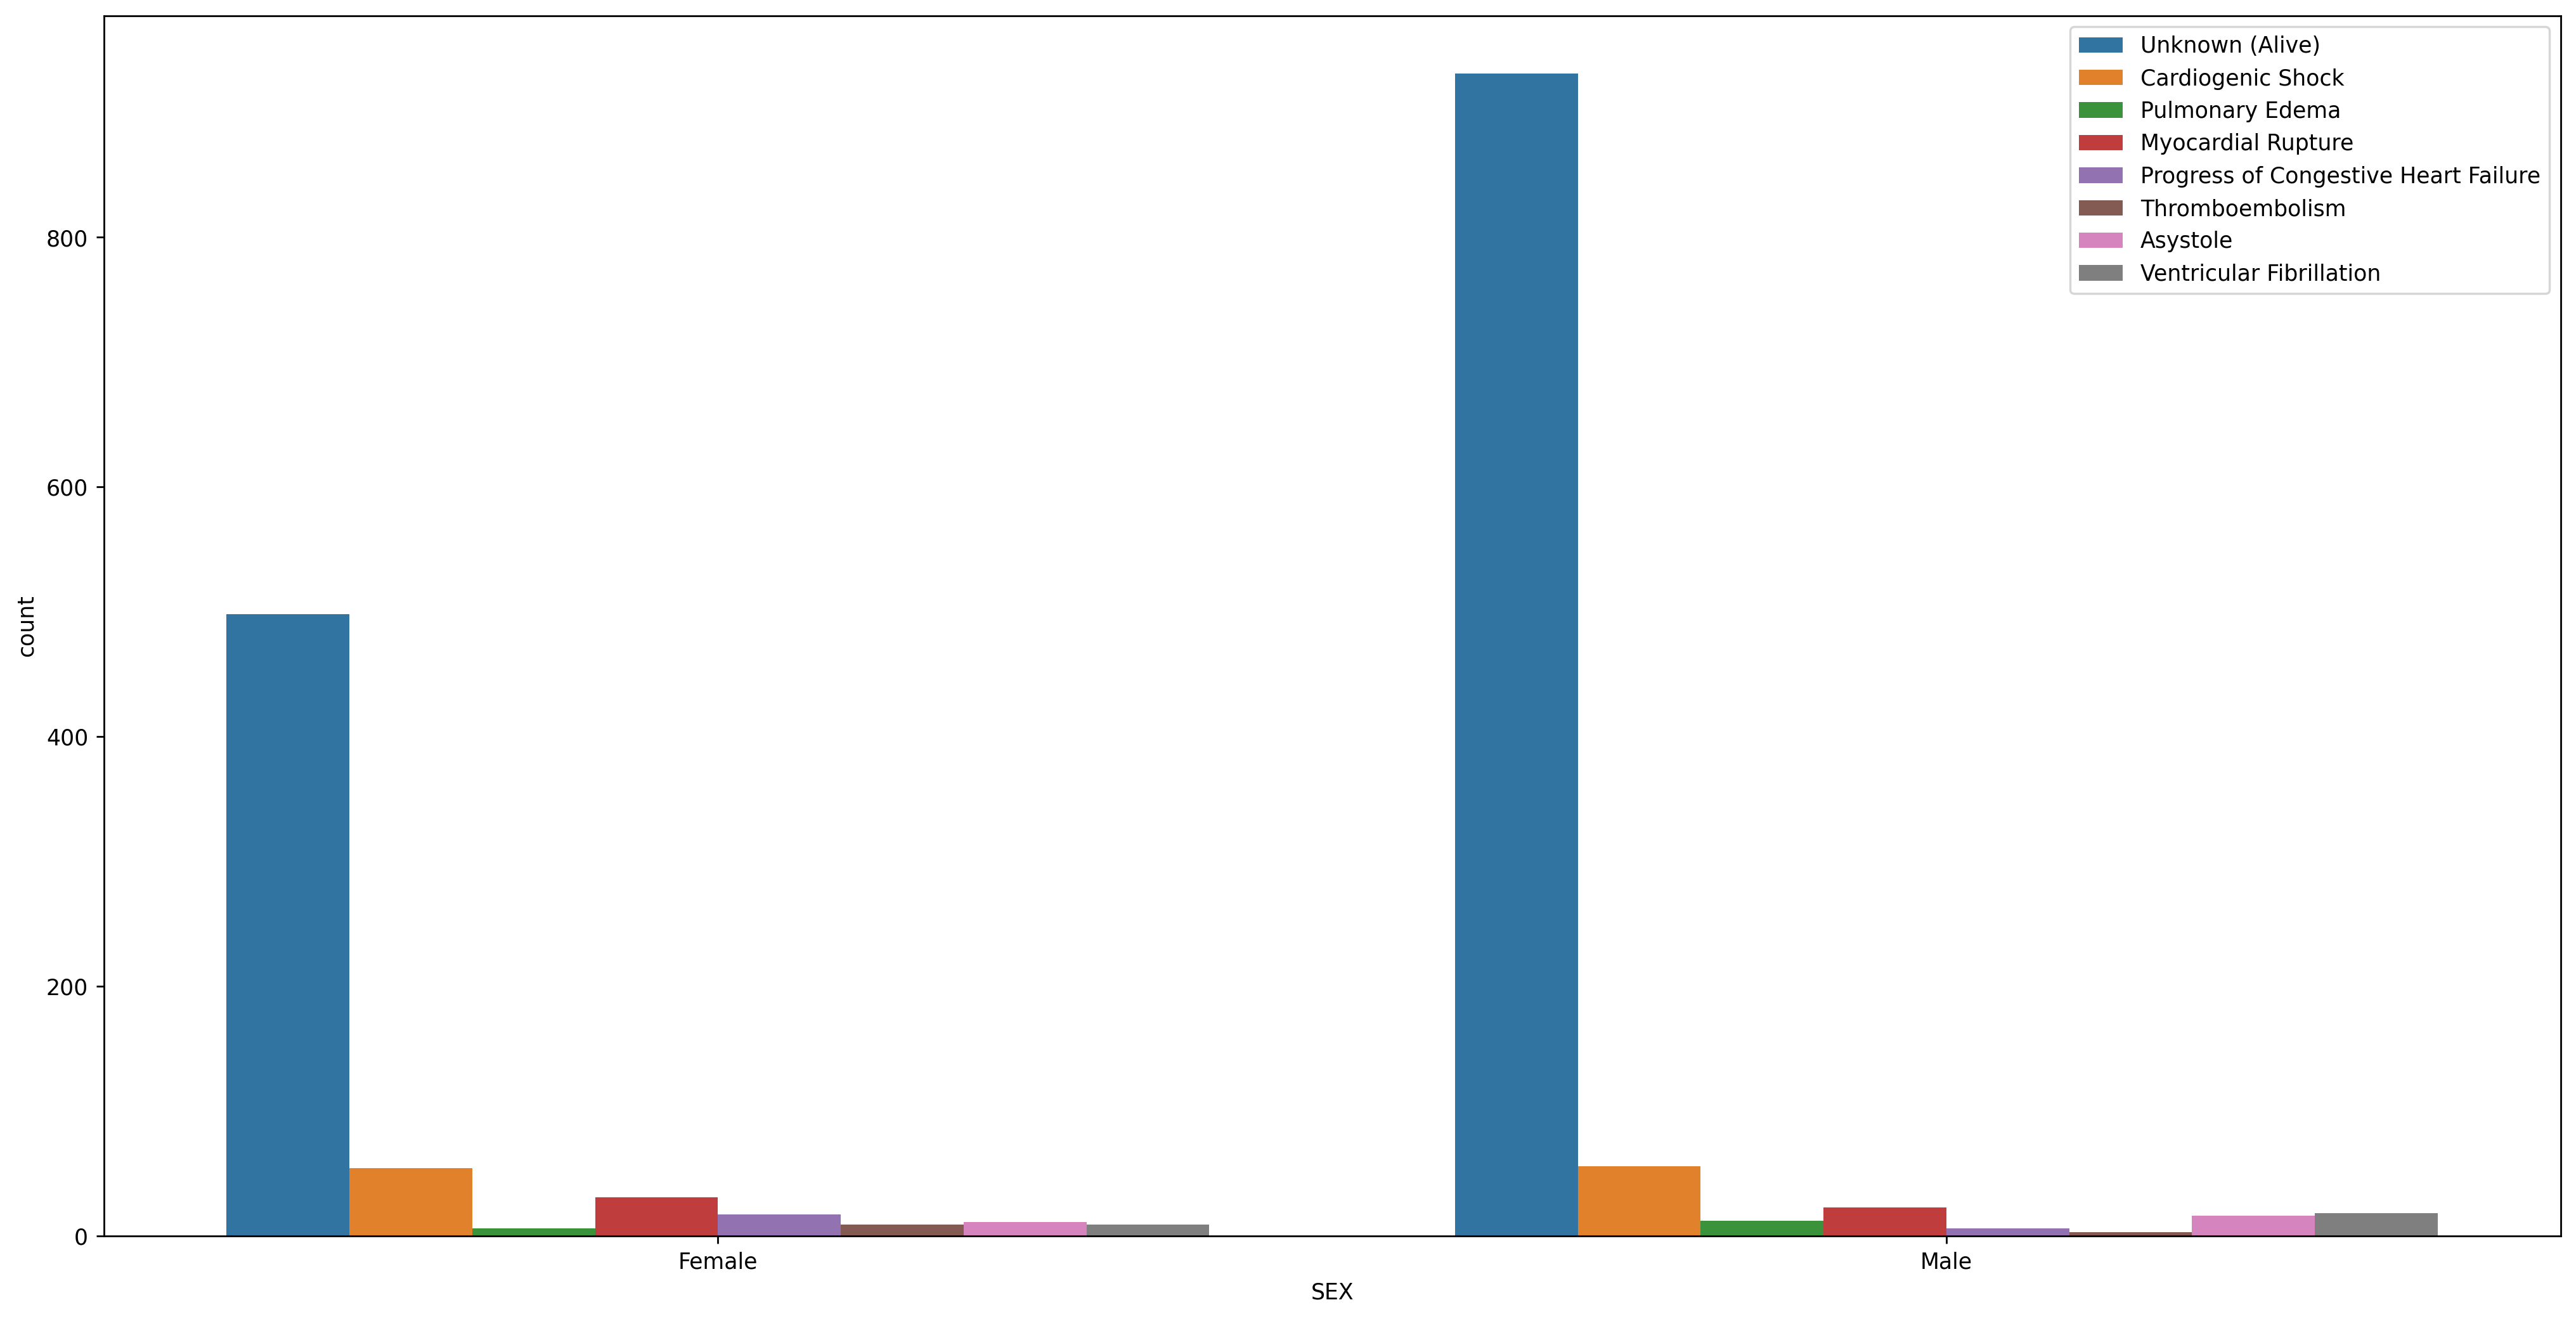 Unknown (Alive)
Cardiogenic Shock
Pulmonary Edema
Myocardial Rupture
Progress of Congestive Heart Failure
Thromboembolism
Asystole
Ventricular Fibrillation
800
600
400
200
0
count
Female
Male
SEX